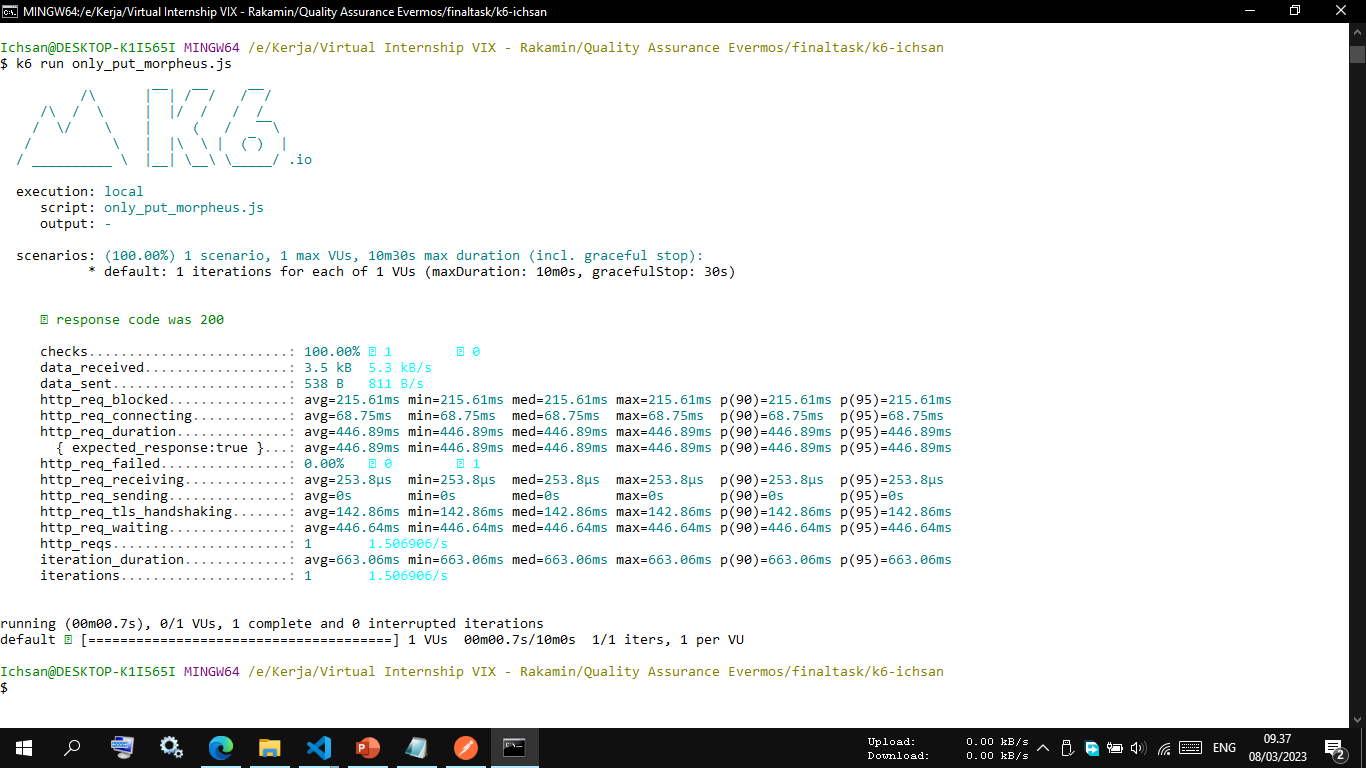 MINGW64:/e/Kerja/Virtual Internship VIX - Rakamin/Quality Assurance Evermos/finaltask/k6-ichsan
Ichsan@DESKTOP-K1I565I MINGW64 /e/Kerja/Virtual Internship VIX - Rakamin/Quality Assurance Evermos/finaltask/k6-ichsan
$ k6 run only_put_morpheus.js
          /\      |‾‾| /‾‾/   /‾‾/
     /\  /  \     |  |/  /   /  /
    /  \/    \    |     (   /   ‾‾\
   /          \   |  |\  \ |  (‾)  |
  / __________ \  |__| \__\ \_____/ .io
execution: local
script: only_put_morpheus.js
output: -
scenarios: (100.00%) 1 scenario, 1 max VUs, 10m30s max duration (incl. graceful stop):
* default: 1 iterations for each of 1 VUs (maxDuration: 10m0s, gracefulStop: 30s)
response code was 200
checks.........................: 100.00% 1 0
data_received..................: 3.5 kB 5.3 kB/s
data_sent......................: 538 B 811 B/s
http_req_blocked...............: avg=215.61ms min=215.61ms med=215.61ms max=215.61ms p(90)=215.61ms p(95)=215.61ms
http_req_connecting............: avg=68.75ms min=68.75ms med=68.75ms max=68.75ms p(90)=68.75ms p(95)=68.75ms
http_req_duration..............: avg=446.89ms min=446.89ms med=446.89ms max=446.89ms p(90)=446.89ms p(95)=446.89ms
{ expected_response:true }...: avg=446.89ms min=446.89ms med=446.89ms max=446.89ms p(90)=446.89ms p(95)=446.89ms
http_req_failed................: 0.00% 0 1
http_req_receiving.............: avg=253.8µs min=253.8µs med=253.8µs max=253.8µs p(90)=253.8µs p(95)=253.8µs
http_req_sending...............: avg=0s min=0s med=0s max=0s p(90)=0s p(95)=0s
http_req_tls_handshaking.......: avg=142.86ms min=142.86ms med=142.86ms max=142.86ms p(90)=142.86ms p(95)=142.86ms
http_req_waiting...............: avg=446.64ms min=446.64ms med=446.64ms max=446.64ms p(90)=446.64ms p(95)=446.64ms
http_reqs......................: 1 1.506906/s
iteration_duration.............: avg=663.06ms min=663.06ms med=663.06ms max=663.06ms p(90)=663.06ms p(95)=663.06ms
iterations.....................: 1 1.506906/s
running (00m00.7s), 0/1 VUs, 1 complete and 0 interrupted iterations
default [======================================] 1 VUs 00m00.7s/10m0s 1/1 iters, 1 per VU
Ichsan@DESKTOP-K1I565I MINGW64 /e/Kerja/Virtual Internship VIX - Rakamin/Quality Assurance Evermos/finaltask/k6-ichsan
$
Upload: 0.00 kB/s
Download: 0.00 kB/s
ENG
09.37
08/03/2023
2